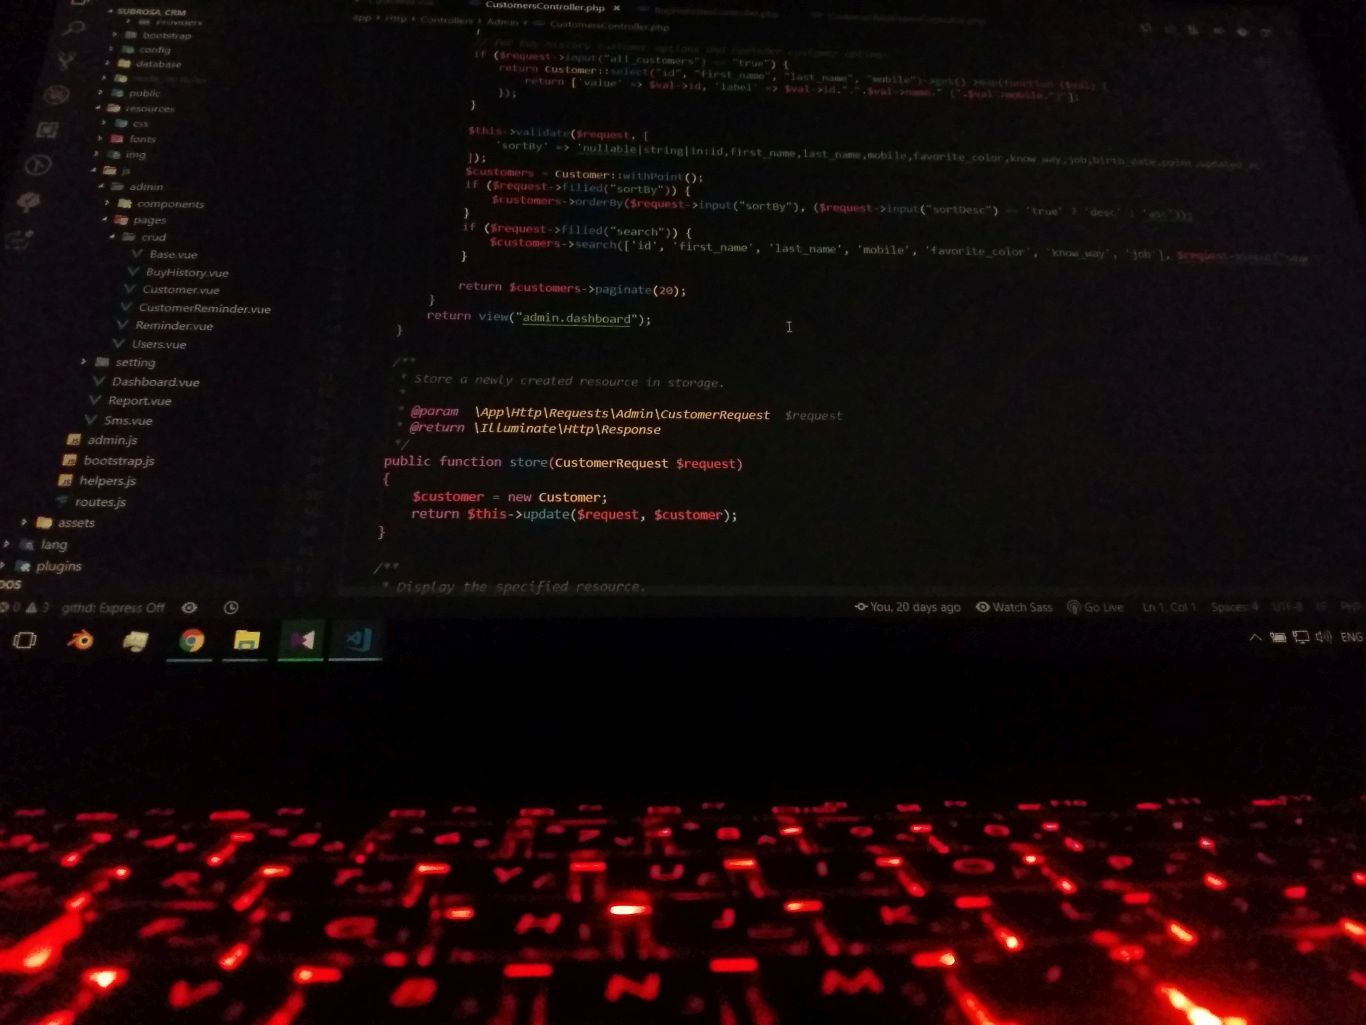 SUBROSA_CRM
CustomersController.php ×
providers
app > Http > Controllers > Admin > CustomersController.php
bootstrap
config
database
public
resources
css
fonts
img
js
admin
components
pages
crud
Base.vue
BuyHistory.vue
Customer.vue
CustomerReminder.vue
Reminder.vue
Users.vue
setting
Dashboard.vue
Report.vue
Sms.vue
admin.js
bootstrap.js
helpers.js
routes.js
assets
lang
plugins
if ($request->input("all_customers") == "true") {
return Customer::select("id", "first_name", "last_name", "mobile")->get()->map(function ($val) {
return ['value' => $val->id, 'label' => $val->id.".".$val->name." (".$val->mobile.")"];
});
}
$this->validate($request, [
'sortBy' => 'nullable|string|in:id,first_name,last_name,mobile,favorite_color,know_way,job,birth_date,point,updated_at
]);
$customers = Customer::withPoint();
if ($request->filled("sortBy")) {
$customers->orderBy($request->input("sortBy"), ($request->input("sortDesc") == 'true' ? 'desc' : 'asc'));
}
if ($request->filled("search")) {
$customers->search(['id', 'first_name', 'last_name', 'mobile', 'favorite_color', 'know_way', 'job'],
}
return $customers->paginate(20);
}
return view("admin.dashboard");
}
/**
* Store a newly created resource in storage.
*
* @param \App\Http\Requests\Admin\CustomerRequest $request
* @return \Illuminate\Http\Response
*/
public function store(CustomerRequest $request)
{
$customer = new Customer;
return $this->update($request, $customer);
}
/**
* Display the specified resource.
0 3 githd: Express Off
You, 20 days ago Watch Sass Go Live Ln 1, Col 1 Spaces: 4 UTF-8
ENG
Y U I O
G H J K
V B N M